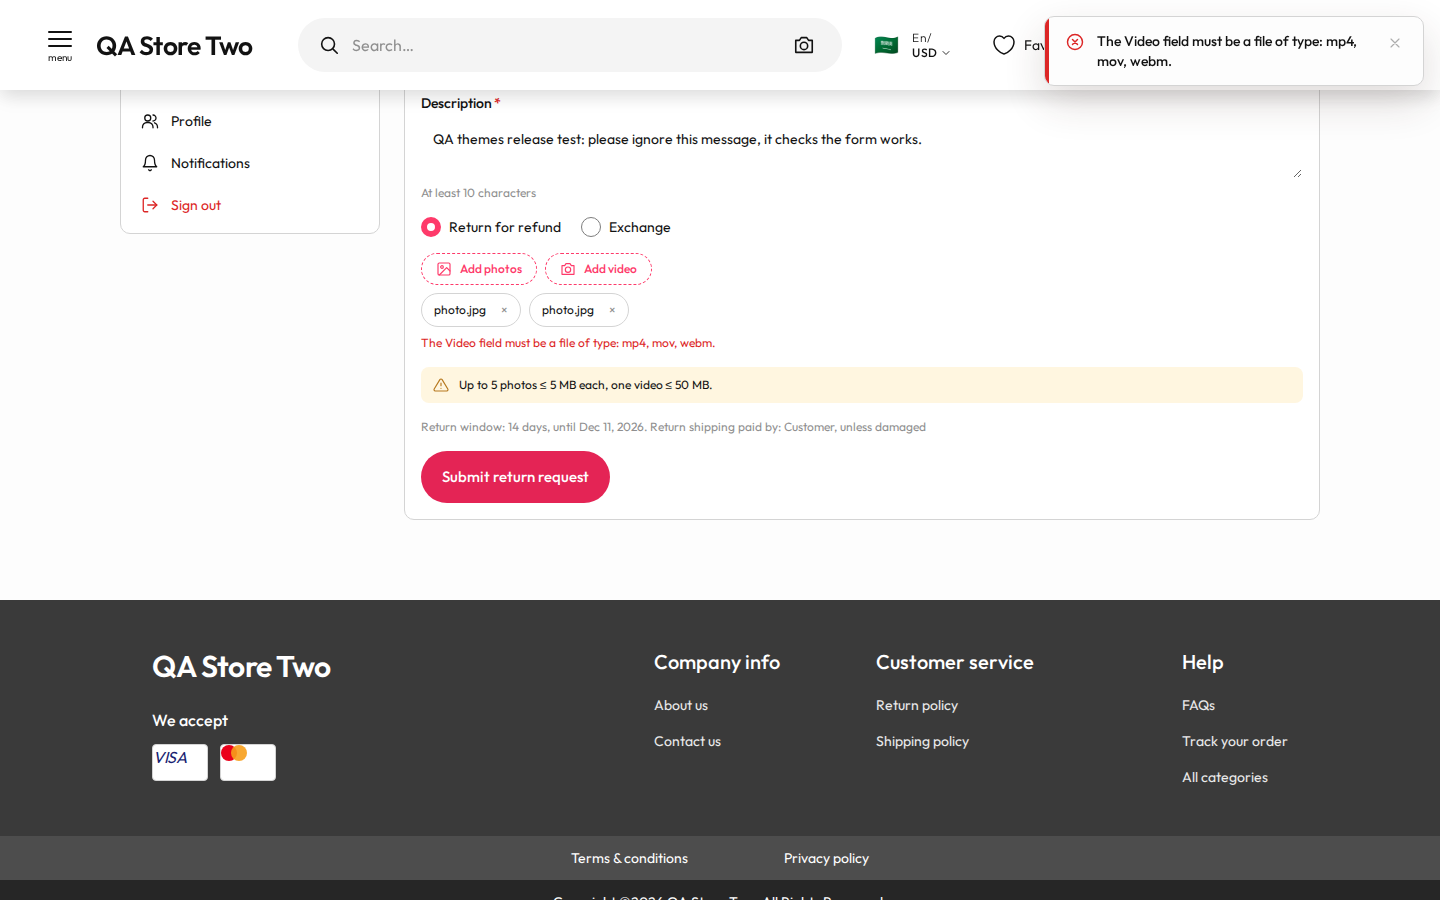 menu
QA Store Two
Search...
En/
USD
Fav
The Video field must be a file of type: mp4,
mov, webm.
Profile
Notifications
Sign out
Description *
QA themes release test: please ignore this message, it checks the form works.
At least 10 characters
Return for refund
Exchange
Add photos
Add video
photo.jpg ×
photo.jpg ×
The Video field must be a file of type: mp4, mov, webm.
Up to 5 photos ≤ 5 MB each, one video ≤ 50 MB.
Return window: 14 days, until Dec 11, 2026. Return shipping paid by: Customer, unless damaged
Submit return request
QA Store Two
We accept
VISA
Company info
About us
Contact us
Customer service
Return policy
Shipping policy
Help
FAQs
Track your order
All categories
Terms & conditions
Privacy policy